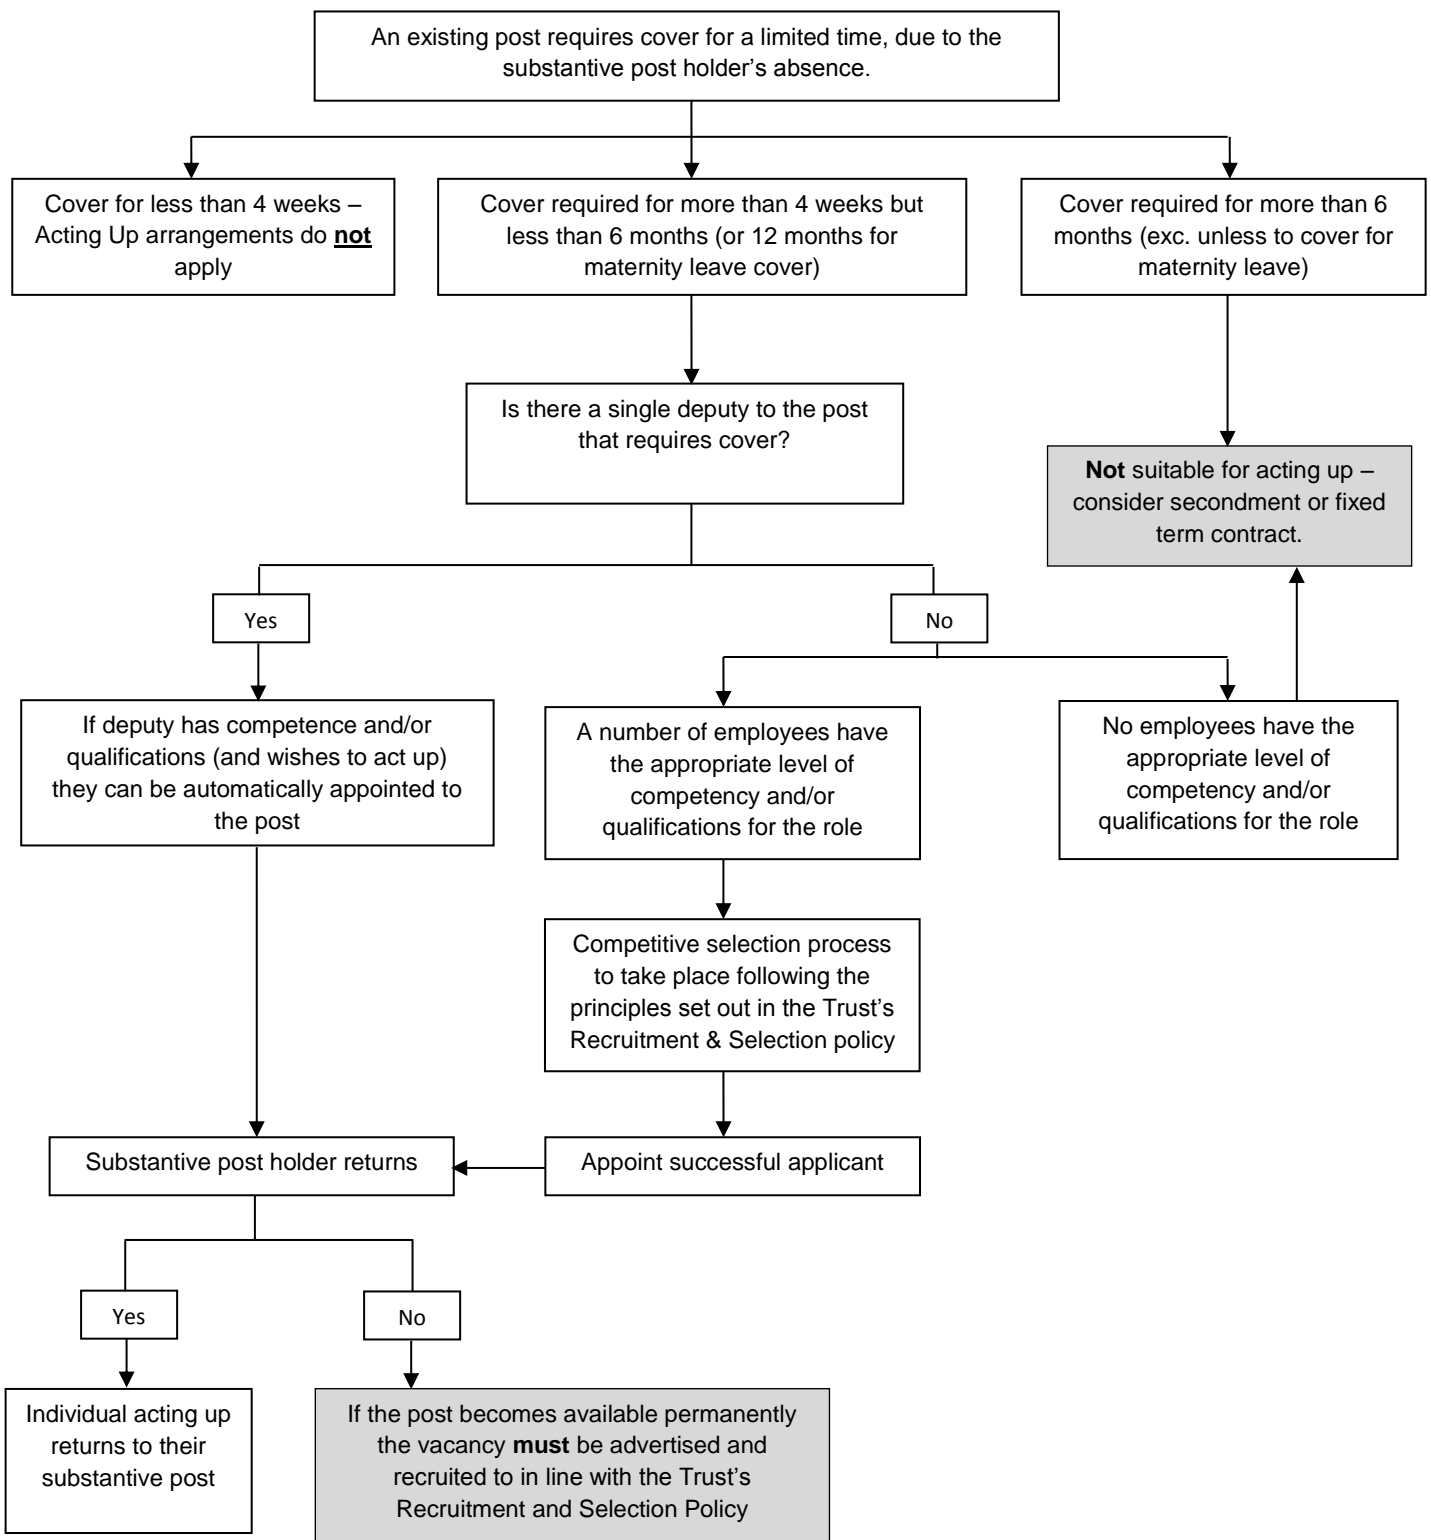 An existing post requires cover for a limited time, due to the
substantive post holder's absence.
Cover for less than 4 weeks –
Acting Up arrangements do not
apply
Cover required for more than 4 weeks but
less than 6 months (or 12 months for
maternity leave cover)
Cover required for more than 6
months (exc. unless to cover for
maternity leave)
Is there a single deputy to the post
that requires cover?
Not suitable for acting up –
consider secondment or fixed
term contract.
Yes
No
If deputy has competence and/or
qualifications (and wishes to act up)
they can be automatically appointed to
the post
A number of employees have
the appropriate level of
competency and/or
qualifications for the role
No employees have the
appropriate level of
competency and/or
qualifications for the role
Competitive selection process
to take place following the
principles set out in the Trust's
Recruitment & Selection policy
Substantive post holder returns
Appoint successful applicant
Yes
No
Individual acting up
returns to their
substantive post
If the post becomes available permanently
the vacancy must be advertised and
recruited to in line with the Trust's
Recruitment and Selection Policy